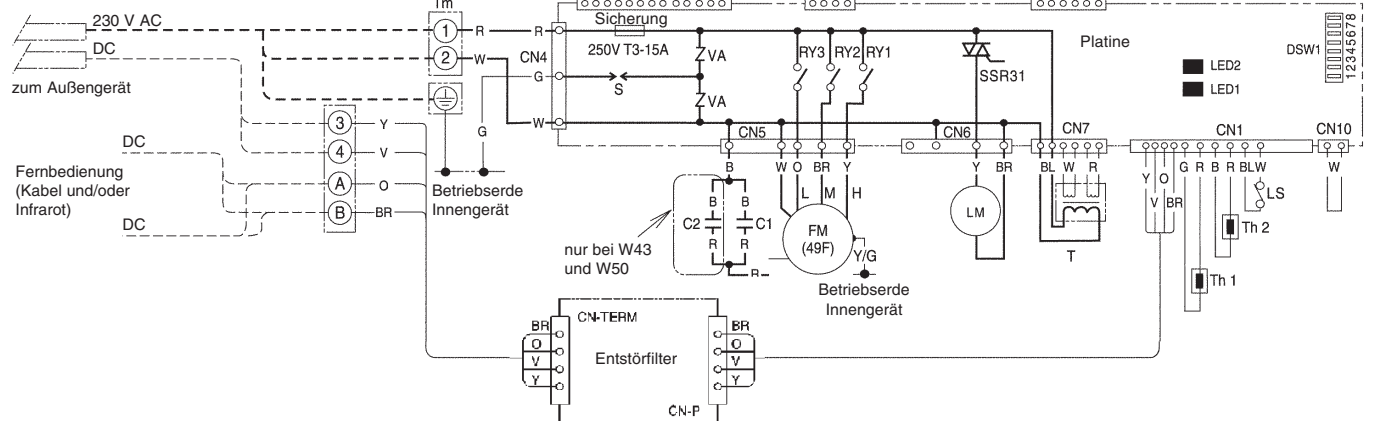 230 V AC
DC
zum Außengerät
Tm
1
R
R
2
W
CN4
G
W
G
Sicherung
250V T3-15A
S
VA
VA
RY3
RY2
RY1
SSR31
Platine
LED2
LED1
DSW1
12345678
3
Y
4
V
A
O
B
BR
DC
Fernbedienung
(Kabel und/oder
Infrarot)
DC
Betriebserde
Innengerät
CN5
CN6
CN7
CN1
CN10
B
W
O
BR
Y
Y
BR
BL
W
R
Y
O
G
R
B
R
BL
W
W
V
BR
L
M
H
B
B
C2
C1
R
R
R
nur bei W43
und W50
FM
(49F)
Y/G
Betriebserde
Innengerät
LM
T
LS
Th 2
Th 1
CN-TERM
BR
O
V
Y
Entstörfilter
BR
O
V
Y
CN-P